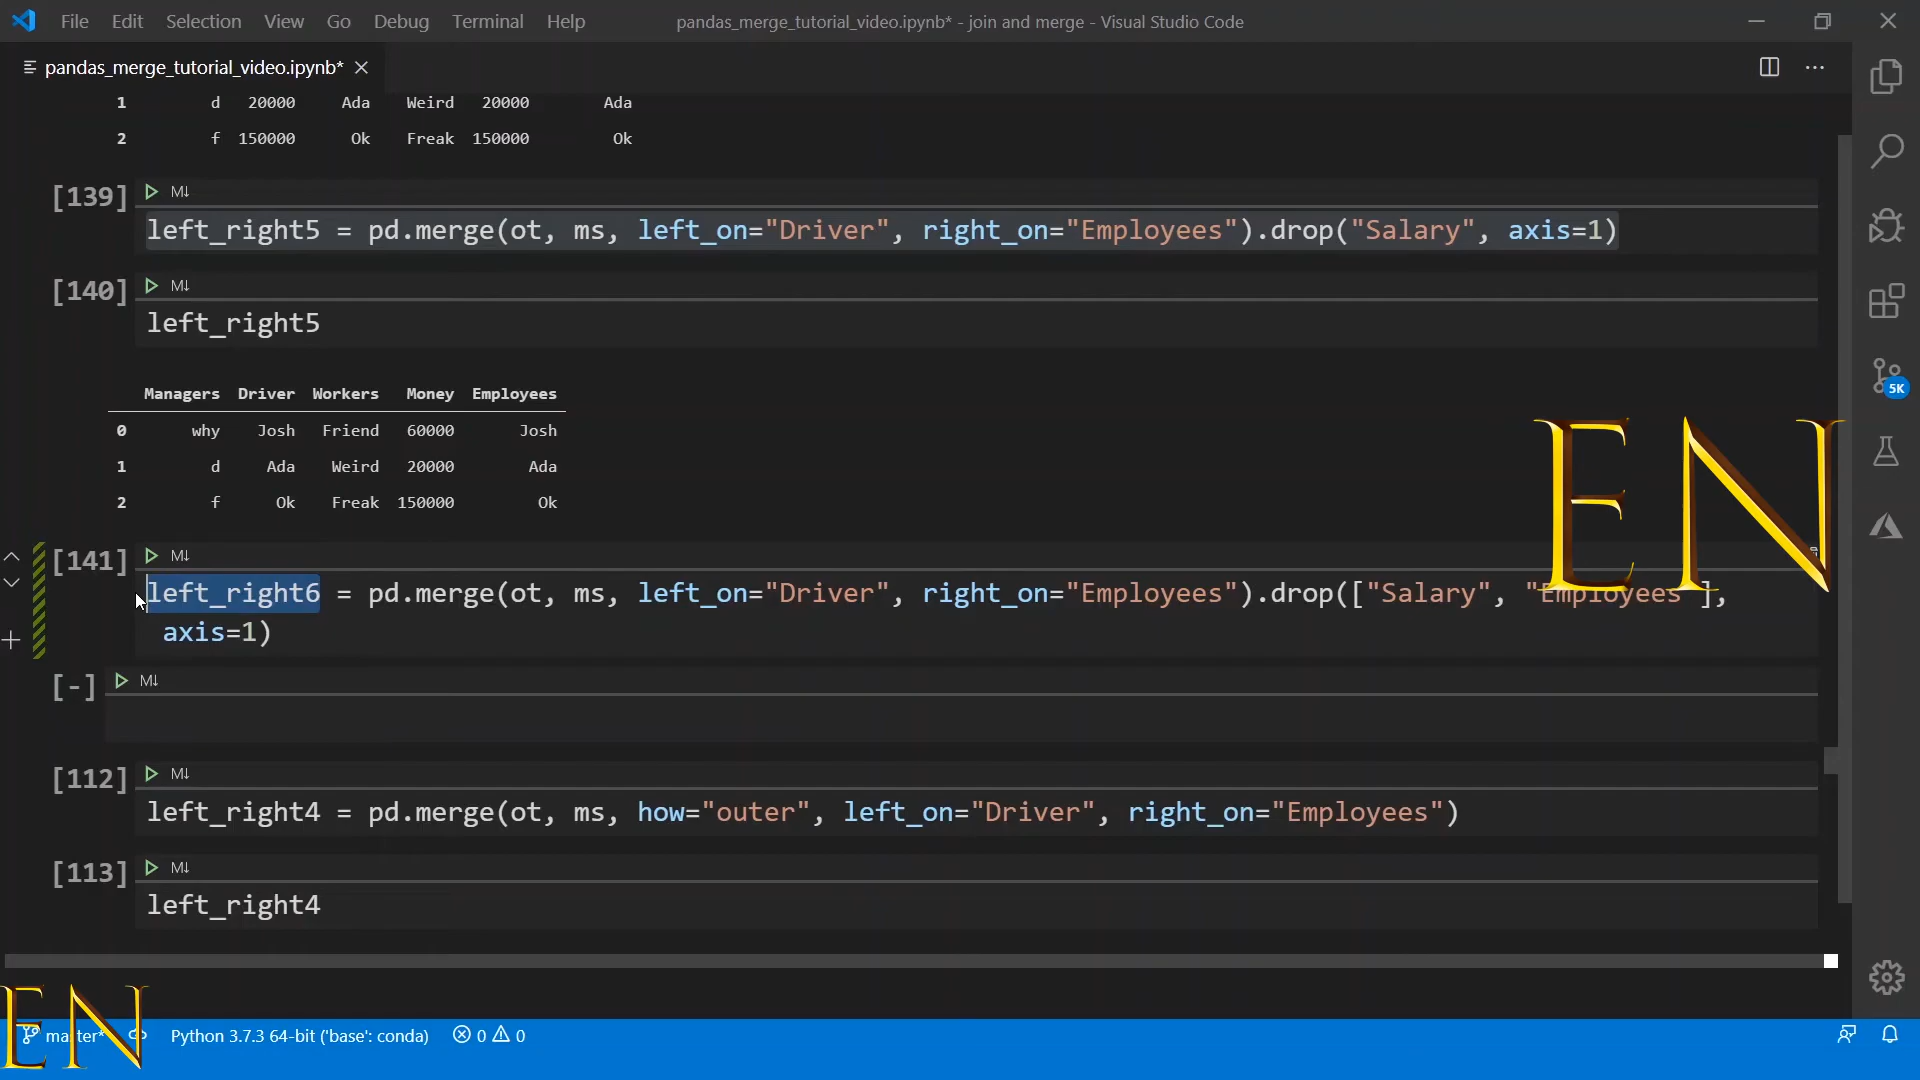 File Edit Selection View Go Debug Terminal Help pandas_merge_tutorial_video.ipynb* - join and merge - Visual Studio Code
pandas_merge_tutorial_video.ipynb*
1 d 20000 Ada Weird 20000 Ada
2 f 150000 Ok Freak 150000 Ok
[139] M↓
left_right5 = pd.merge(ot, ms, left_on="Driver", right_on="Employees").drop("Salary", axis=1)
[140] M↓
left_right5
Managers Driver Workers Money Employees
0 why Josh Friend 60000 Josh
1 d Ada Weird 20000 Ada
2 f Ok Freak 150000 Ok
[141] M↓
left_right6 = pd.merge(ot, ms, left_on="Driver", right_on="Employees").drop(["Salary", "Employees"],
axis=1)
[-] M↓
[112] M↓
left_right4 = pd.merge(ot, ms, how="outer", left_on="Driver", right_on="Employees")
[113] M↓
left_right4
EN
5K
EN
master* Python 3.7.3 64-bit ('base': conda) 0 0